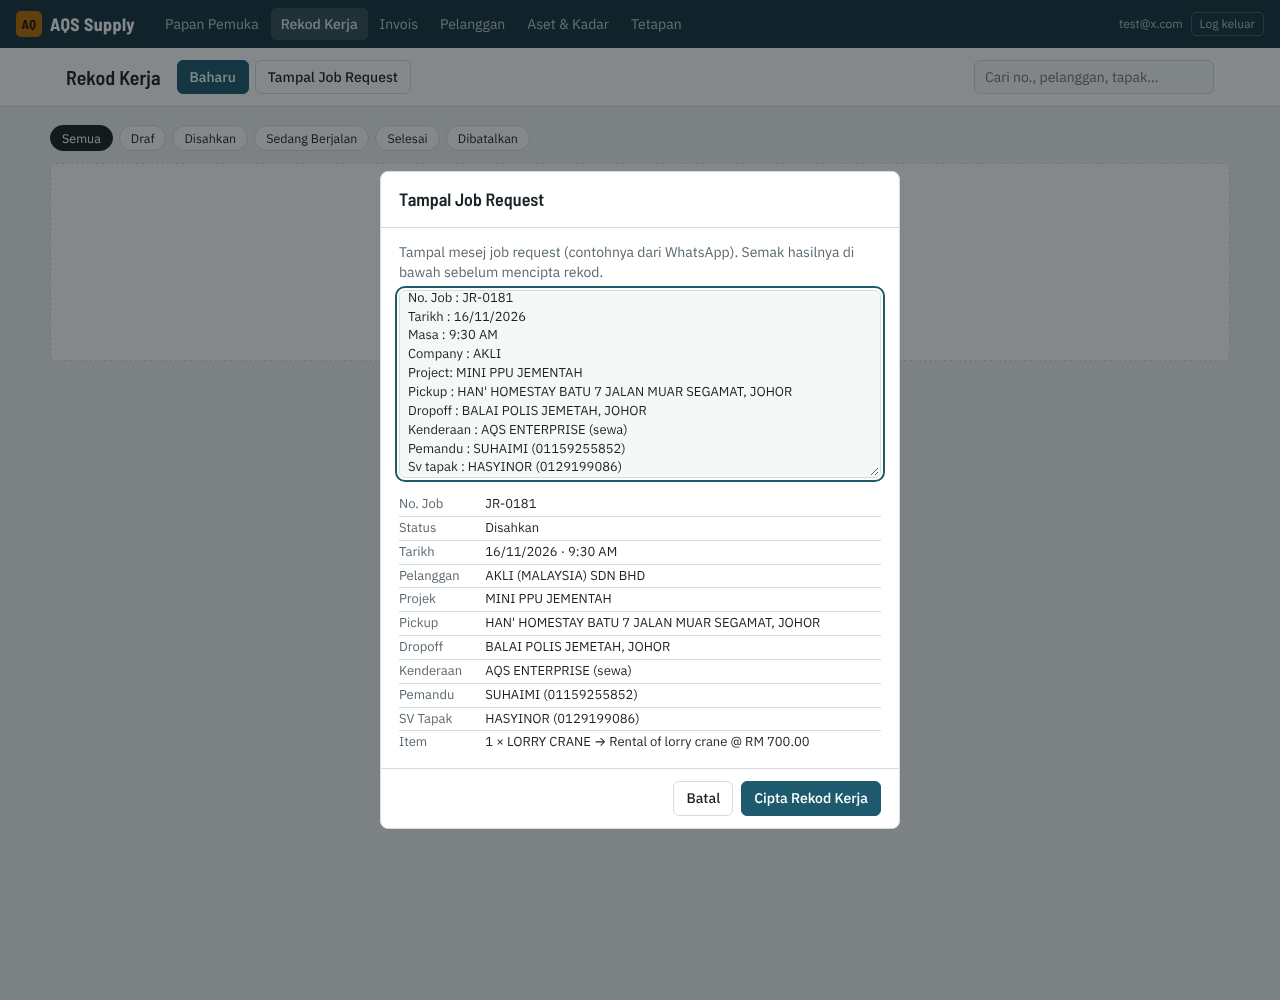 AQ AQS Supply Papan Pemuka Rekod Kerja Invois Pelanggan Aset & Kadar Tetapan test@x.com Log keluar
Rekod Kerja Baharu Tampal Job Request Cari no., pelanggan, tapak...
Semua Draf Disahkan Sedang Berjalan Selesai Dibatalkan
Tampal Job Request
Tampal mesej job request (contohnya dari WhatsApp). Semak hasilnya di
bawah sebelum mencipta rekod.
No. Job : JR-0181
Tarikh : 16/11/2026
Masa : 9:30 AM
Company : AKLI
Project: MINI PPU JEMENTAH
Pickup : HAN' HOMESTAY BATU 7 JALAN MUAR SEGAMAT, JOHOR
Dropoff : BALAI POLIS JEMETAH, JOHOR
Kenderaan : AQS ENTERPRISE (sewa)
Pemandu : SUHAIMI (01159255852)
Sv tapak : HASYINOR (0129199086)
No. Job JR-0181
Status Disahkan
Tarikh 16/11/2026 · 9:30 AM
Pelanggan AKLI (MALAYSIA) SDN BHD
Projek MINI PPU JEMENTAH
Pickup HAN' HOMESTAY BATU 7 JALAN MUAR SEGAMAT, JOHOR
Dropoff BALAI POLIS JEMETAH, JOHOR
Kenderaan AQS ENTERPRISE (sewa)
Pemandu SUHAIMI (01159255852)
SV Tapak HASYINOR (0129199086)
Item 1 × LORRY CRANE → Rental of lorry crane @ RM 700.00
Batal Cipta Rekod Kerja